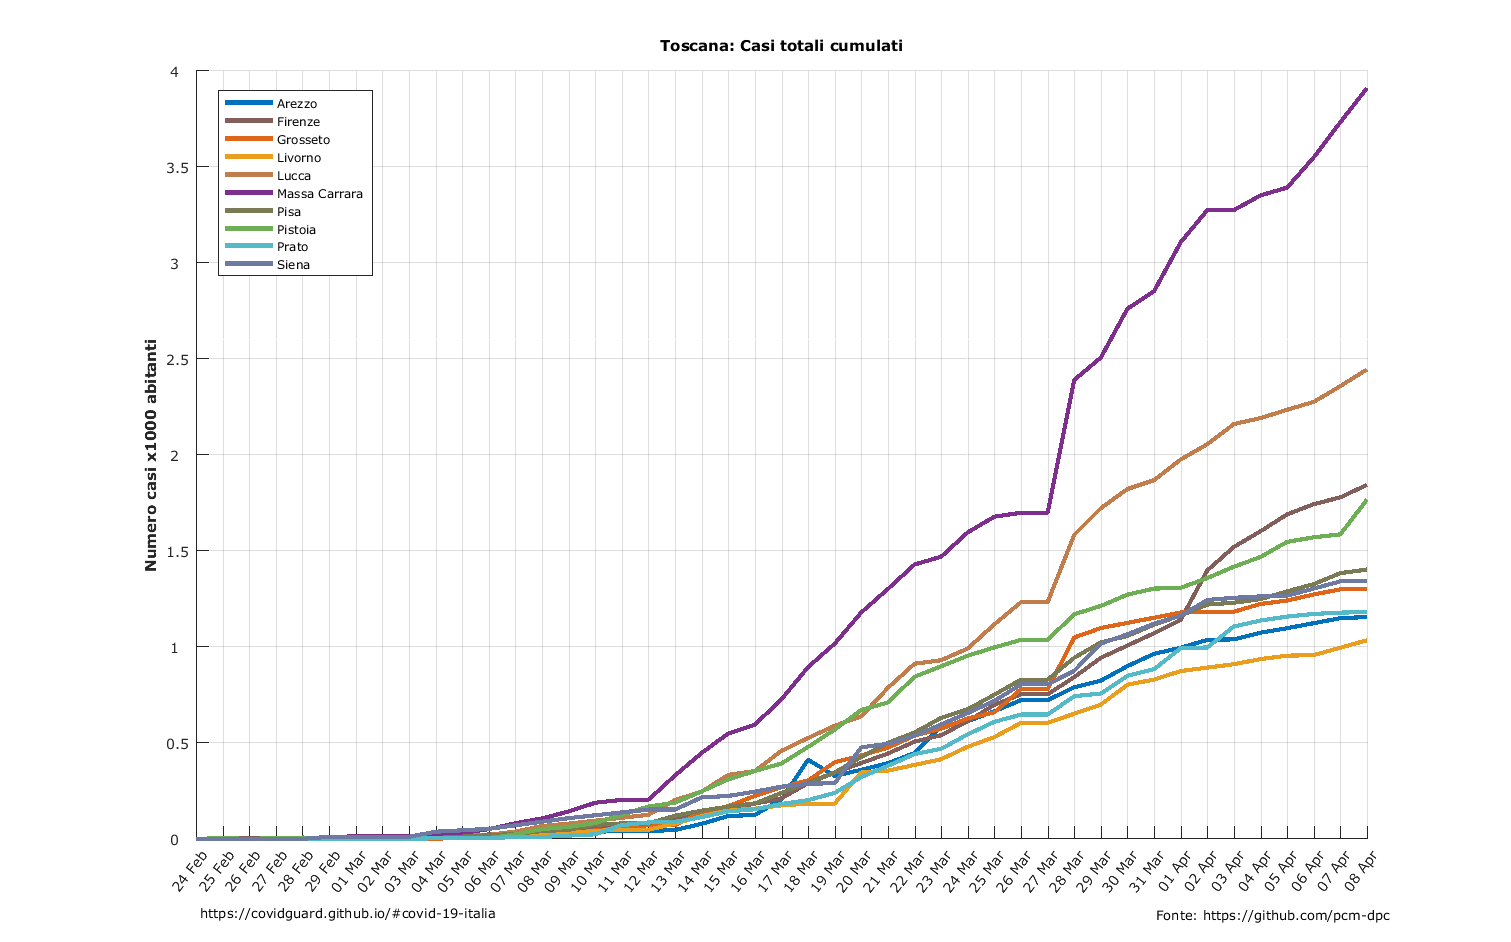 Toscana: Casi totali cumulati
Numero casi x1000 abitanti
4
3.5
3
2.5
2
1.5
1
0.5
0
Arezzo
Firenze
Grosseto
Livorno
Lucca
Massa Carrara
Pisa
Pistoia
Prato
Siena
24 Feb
25 Feb
26 Feb
27 Feb
28 Feb
29 Feb
01 Mar
02 Mar
03 Mar
04 Mar
05 Mar
06 Mar
07 Mar
08 Mar
09 Mar
10 Mar
11 Mar
12 Mar
13 Mar
14 Mar
15 Mar
16 Mar
17 Mar
18 Mar
19 Mar
20 Mar
21 Mar
22 Mar
23 Mar
24 Mar
25 Mar
26 Mar
27 Mar
28 Mar
29 Mar
30 Mar
31 Mar
01 Apr
02 Apr
03 Apr
04 Apr
05 Apr
06 Apr
07 Apr
08 Apr
https://covidguard.github.io/#covid-19-italia
Fonte: https://github.com/pcm-dpc